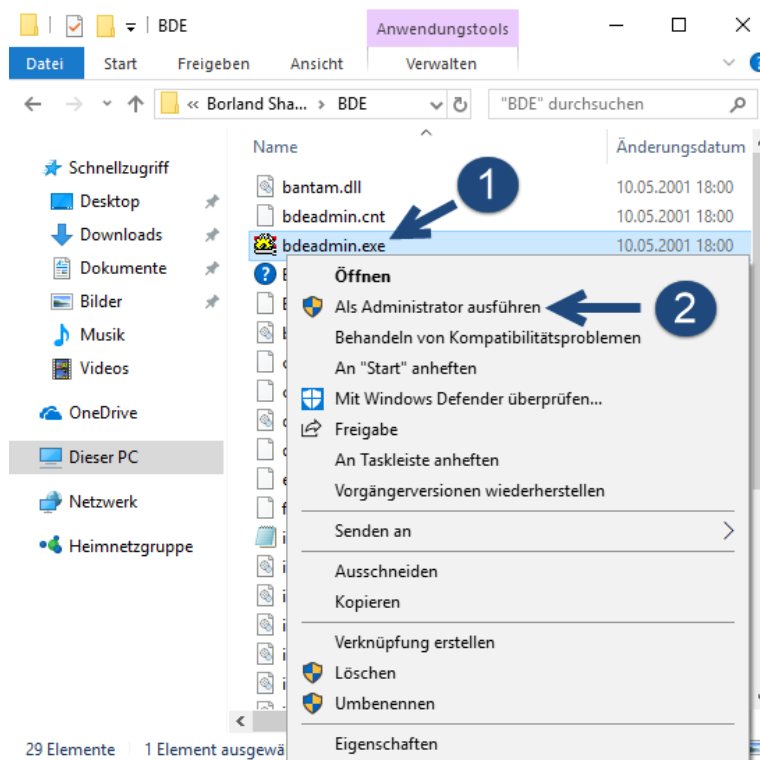 BDE
Anwendungstools
Datei Start Freigeben Ansicht Verwalten
« Borland Sha... › BDE "BDE" durchsuchen
Name Änderungsdatum
Schnellzugriff
Desktop
Downloads
Dokumente
Bilder
Musik
Videos
OneDrive
Dieser PC
Netzwerk
Heimnetzgruppe
bantam.dll 10.05.2001 18:00
bdeadmin.cnt 10.05.2001 18:00
bdeadmin.exe 10.05.2001 18:00
1
Öffnen
Als Administrator ausführen
2
Behandeln von Kompatibilitätsproblemen
An "Start" anheften
Mit Windows Defender überprüfen...
Freigabe
An Taskleiste anheften
Vorgängerversionen wiederherstellen
Senden an
Ausschneiden
Kopieren
Verknüpfung erstellen
Löschen
Umbenennen
Eigenschaften
29 Elemente 1 Element ausgewä